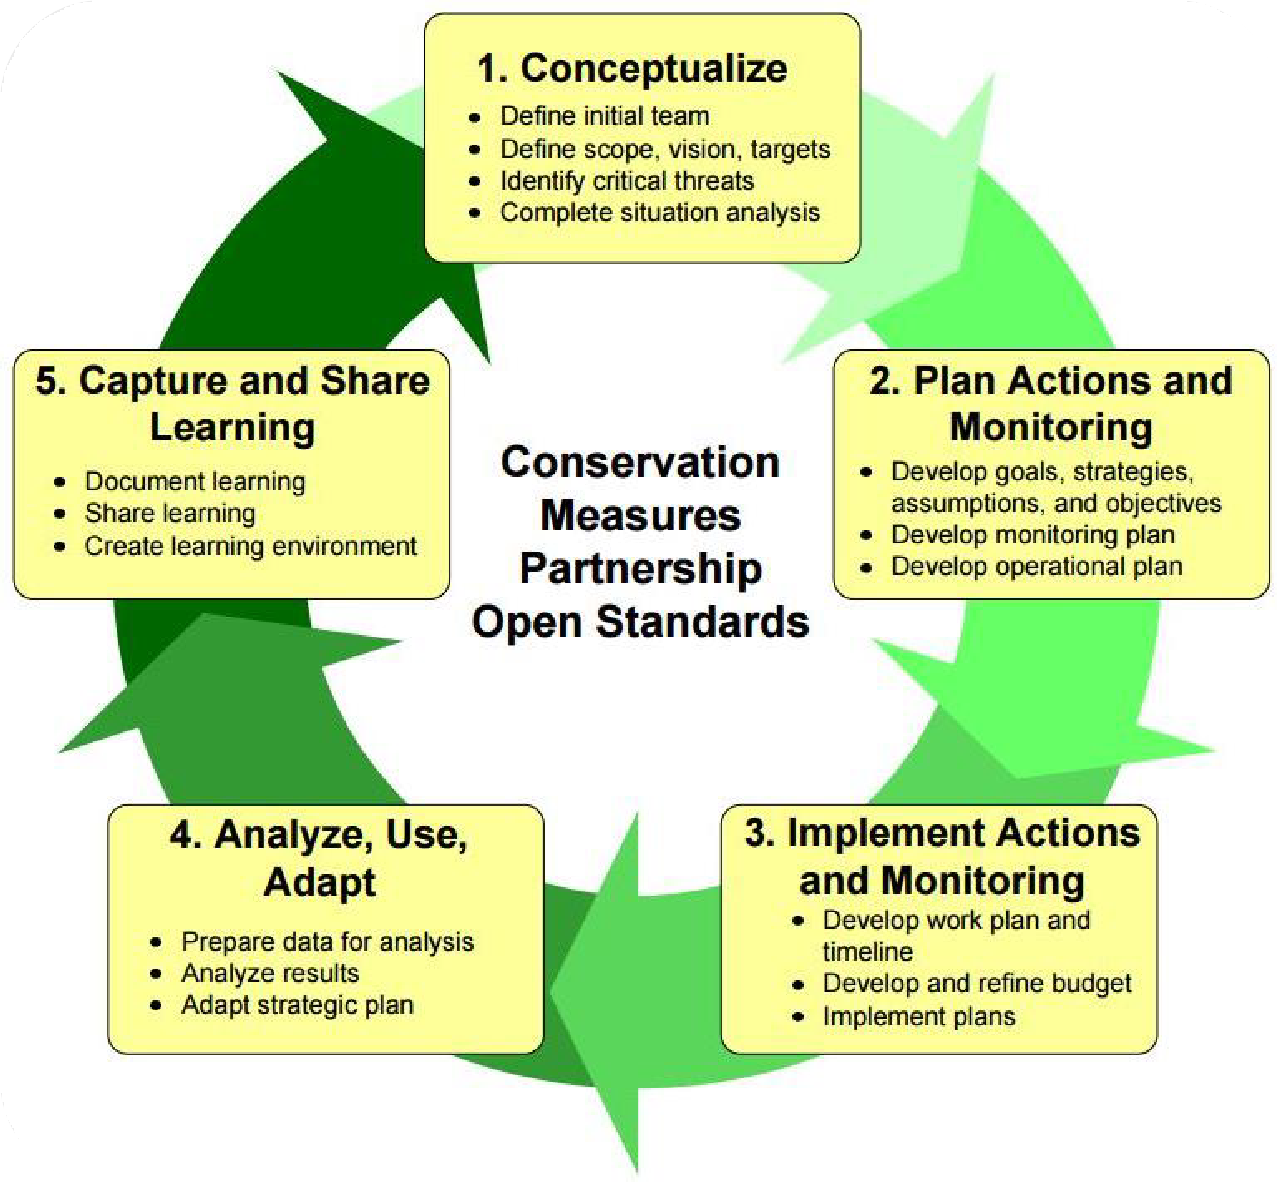 1. Conceptualize
• Define initial team
• Define scope, vision, targets
• Identify critical threats
• Complete situation analysis
2. Plan Actions and
Monitoring
• Develop goals, strategies,
assumptions, and objectives
• Develop monitoring plan
• Develop operational plan
3. Implement Actions
and Monitoring
• Develop work plan and
timeline
• Develop and refine budget
• Implement plans
4. Analyze, Use,
Adapt
• Prepare data for analysis
• Analyze results
• Adapt strategic plan
5. Capture and Share
Learning
• Document learning
• Share learning
• Create learning environment
Conservation
Measures
Partnership
Open Standards